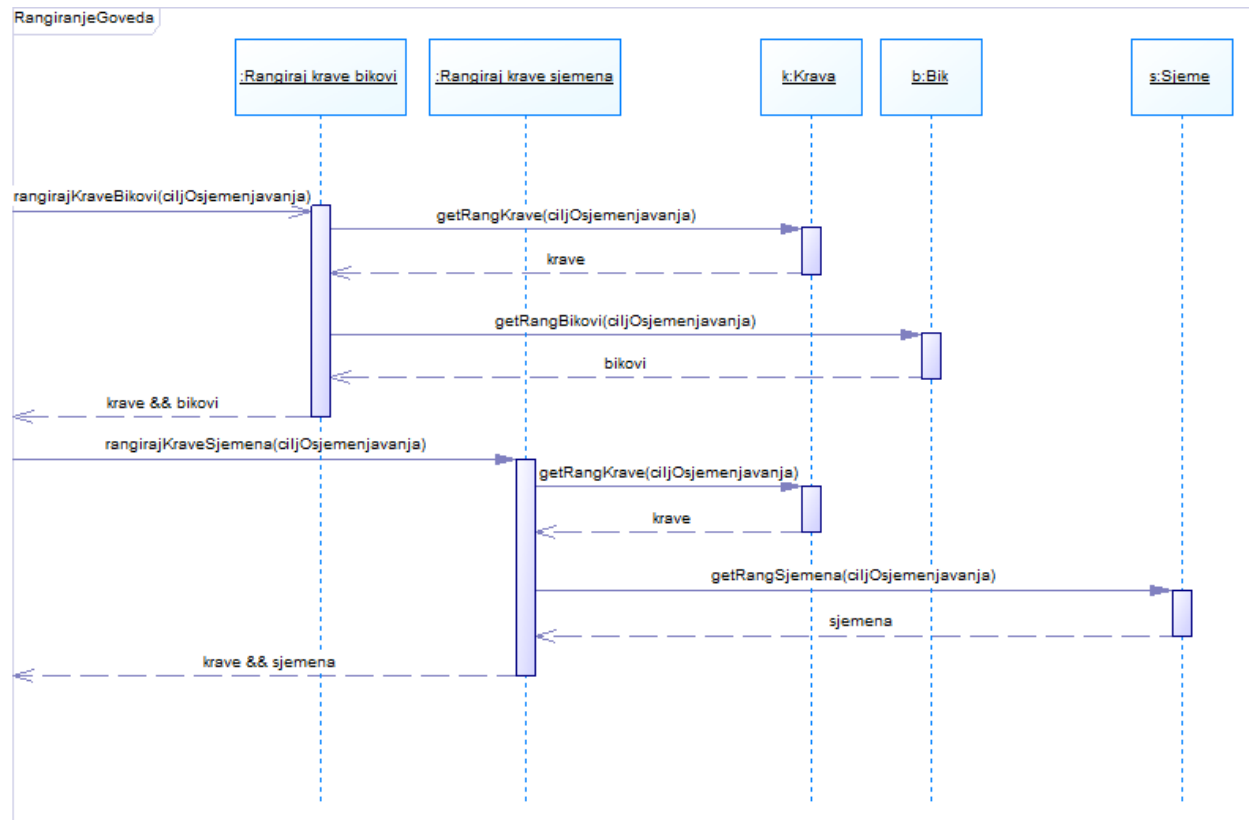 RangiranjeGoveda
:Rangiraj krave bikovi
:Rangiraj krave sjemena
k:Krava
b:Bik
s:Sjeme
rangirajKraveBikovi(ciljOsjemenjavanja)
getRangKrave(ciljOsjemenjavanja)
krave
getRangBikovi(ciljOsjemenjavanja)
bikovi
krave && bikovi
rangirajKraveSjemena(ciljOsjemenjavanja)
getRangKrave(ciljOsjemenjavanja)
krave
getRangSjemena(ciljOsjemenjavanja)
sjemena
krave && sjemena